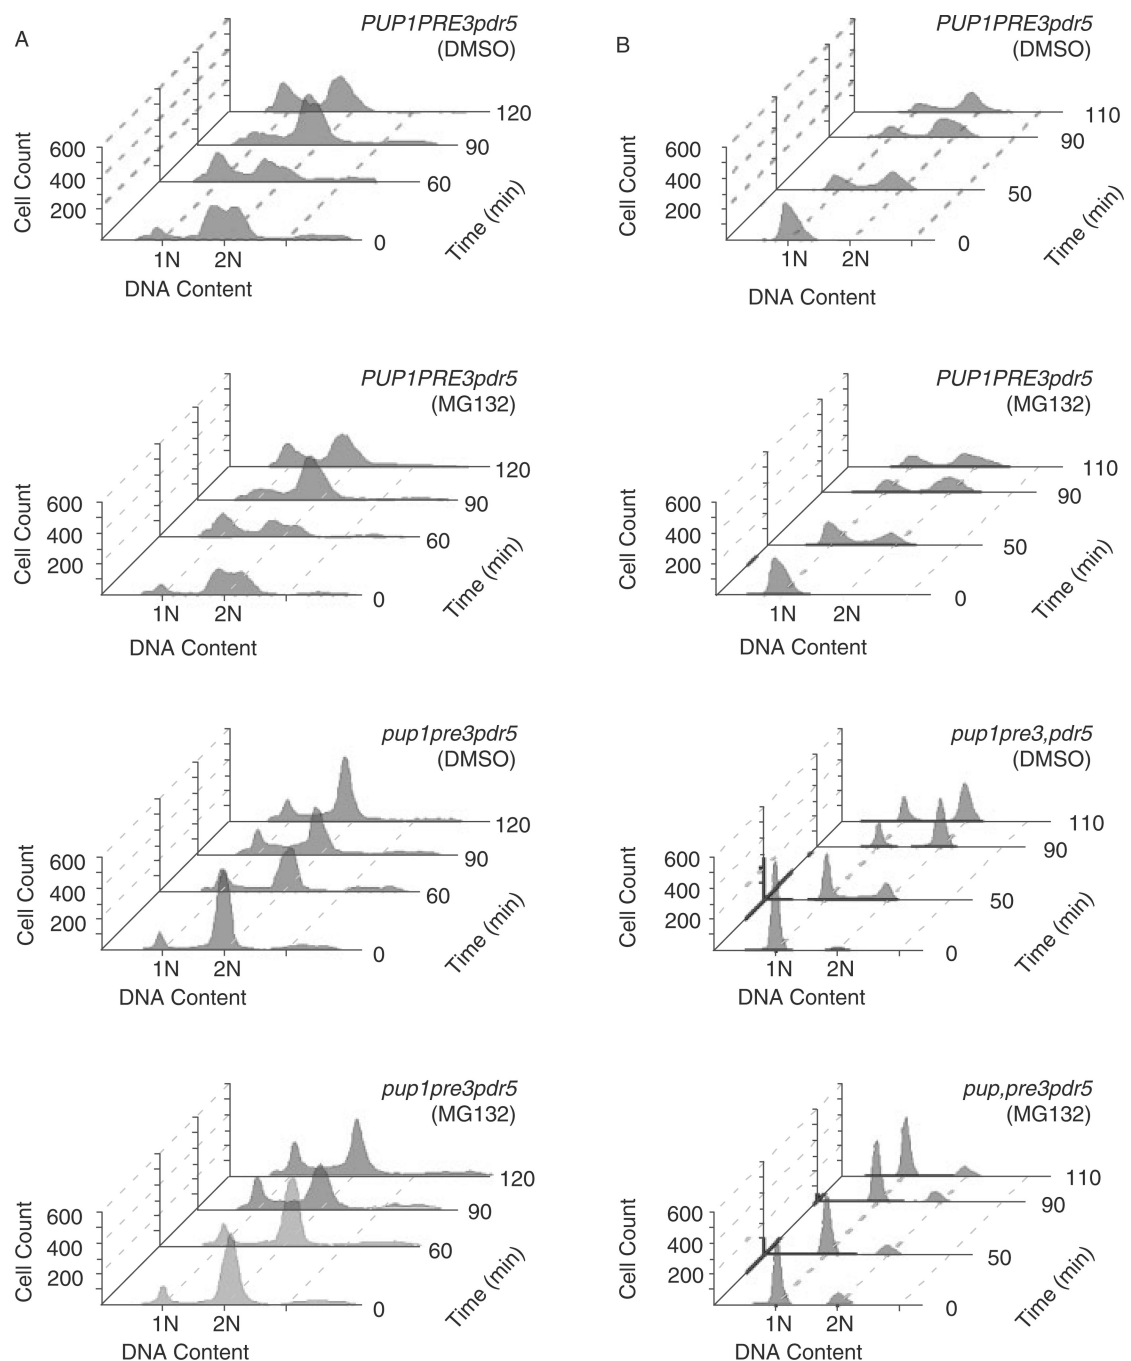 A
PUP1PRE3pdr5
(DMSO)
Cell Count
600
400
200
120
90
60
0
Time (min)
1N
2N
DNA Content
B
PUP1PRE3pdr5
(DMSO)
Cell Count
600
400
200
110
90
50
0
Time (min)
1N
2N
DNA Content
PUP1PRE3pdr5
(MG132)
Cell Count
600
400
200
120
90
60
0
Time (min)
1N
2N
DNA Content
PUP1PRE3pdr5
(MG132)
Cell Count
600
400
200
110
90
50
0
Time (min)
1N
2N
DNA Content
pup1pre3pdr5
(DMSO)
Cell Count
600
400
200
120
90
60
0
Time (min)
1N
2N
DNA Content
pup1pre3,pdr5
(DMSO)
Cell Count
600
400
200
110
90
50
0
Time (min)
1N
2N
DNA Content
pup1pre3pdr5
(MG132)
Cell Count
600
400
200
120
90
60
0
Time (min)
1N
2N
DNA Content
pup,pre3pdr5
(MG132)
Cell Count
600
400
200
110
90
50
0
Time (min)
1N
2N
DNA Content